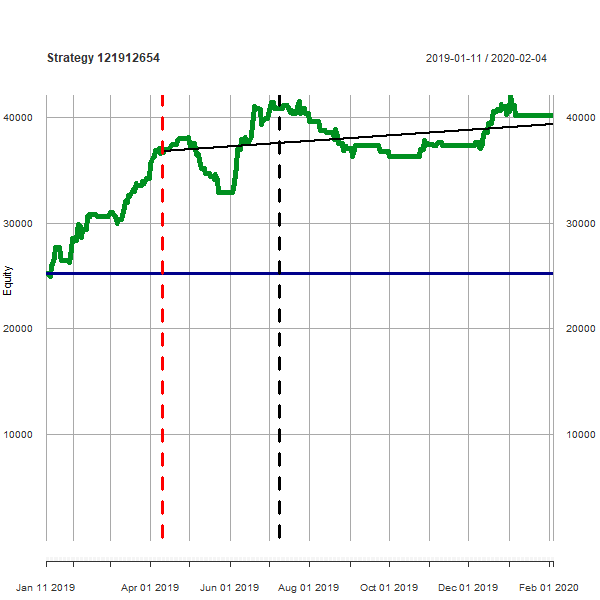 Strategy 121912654
2019-01-11 / 2020-02-04
40000
40000
30000
30000
Equity
20000
20000
10000
10000
Jan 11 2019
Apr 01 2019
Jun 01 2019
Aug 01 2019
Oct 01 2019
Dec 01 2019
Feb 01 2020